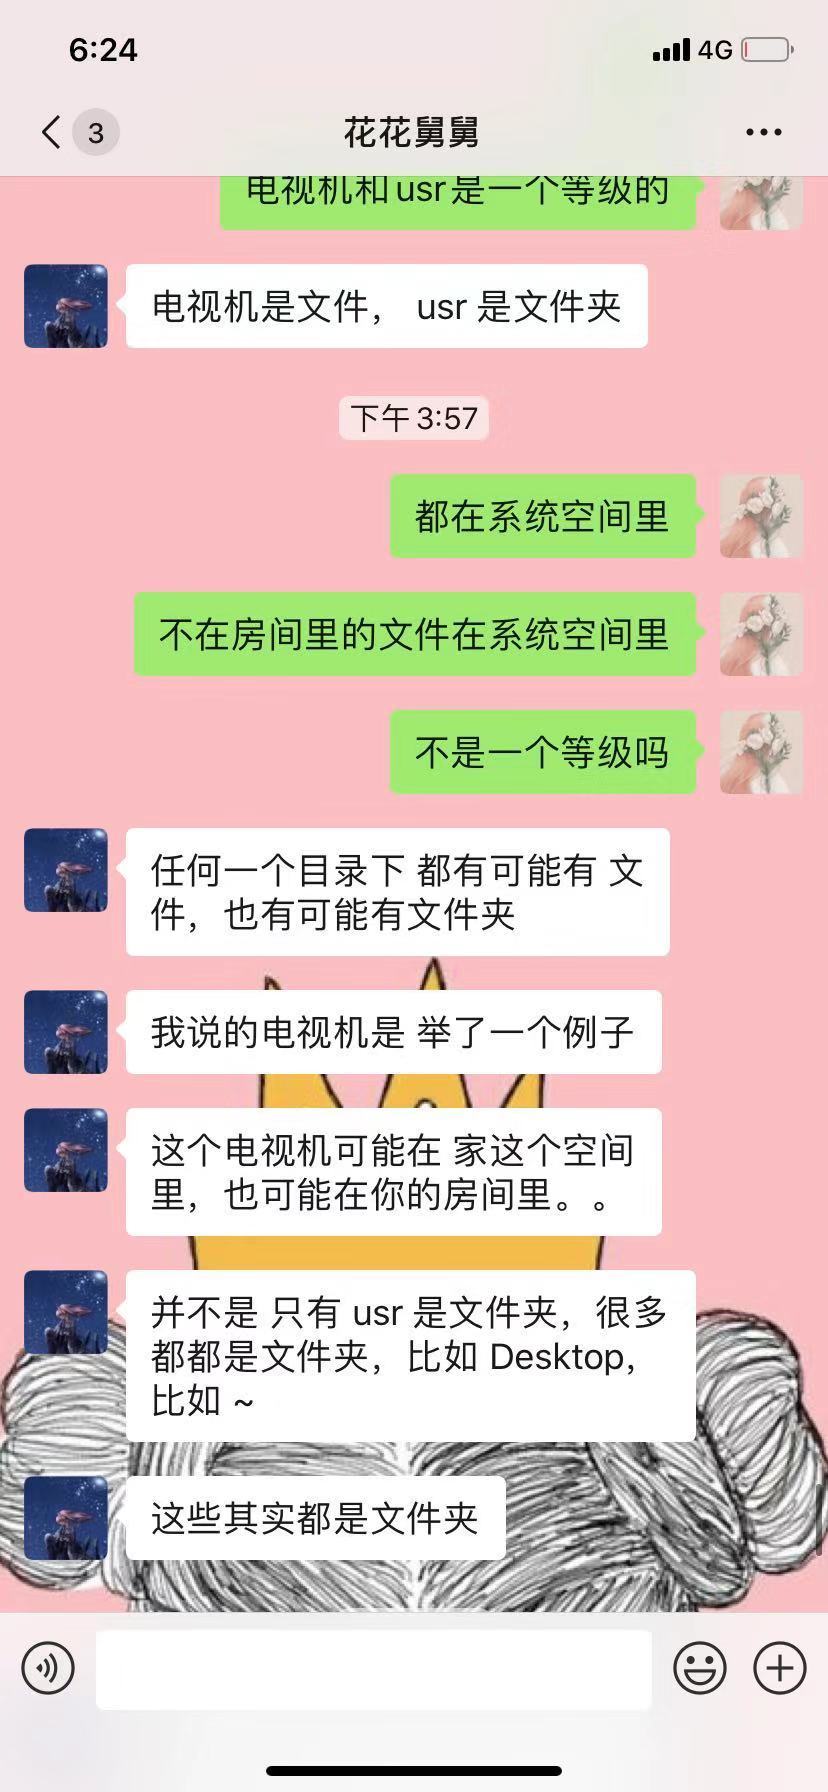 6:24
4G
3
花花舅舅
电视机和usr是一个等级的
电视机是文件， usr 是文件夹
下午 3:57
都在系统空间里
不在房间里的文件在系统空间里
不是一个等级吗
任何一个目录下 都有可能有 文
件，也有可能有文件夹
我说的电视机是 举了一个例子
这个电视机可能在 家这个空间
里，也可能在你的房间里。。
并不是 只有 usr 是文件夹，很多
都都是文件夹，比如 Desktop，
比如 ~
这些其实都是文件夹